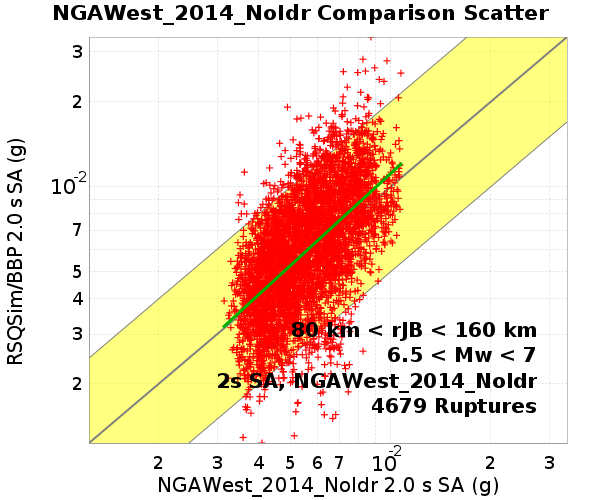 NGAWest_2014_NoIdr Comparison Scatter
RSQSim/BBP 2.0 s SA (g)
3
2
10-2
7
5
4
3
2
80 km < rJB < 160 km
6.5 < Mw < 7
2s SA, NGAWest_2014_NoIdr
4679 Ruptures
2 3 4 5 6 7 10-2 2 3
NGAWest_2014_NoIdr 2.0 s SA (g)